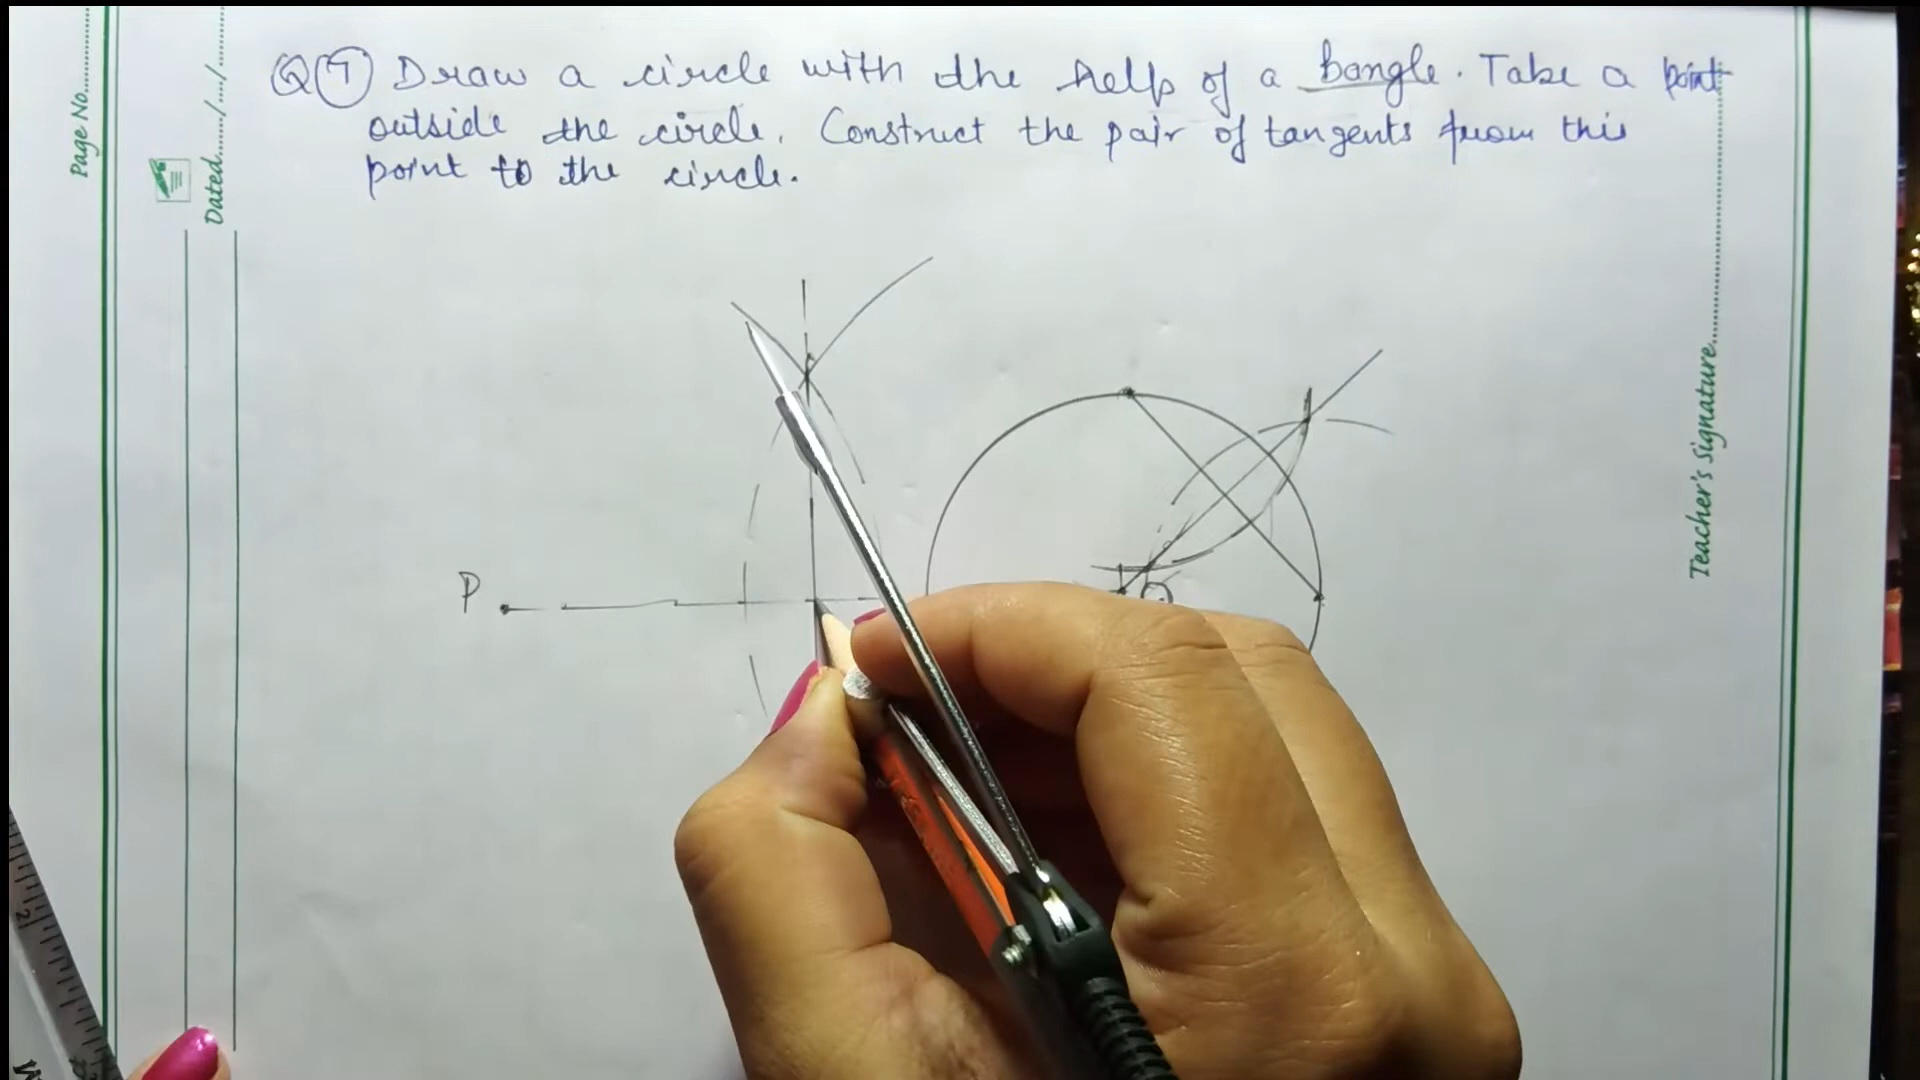 Q7 Draw a circle with the help of a bangle. Take a point
outside the circle. Construct the pair of tangents from this
point to the circle.
Page No.
Dated....../....../......
Teacher's Signature
P
O
2